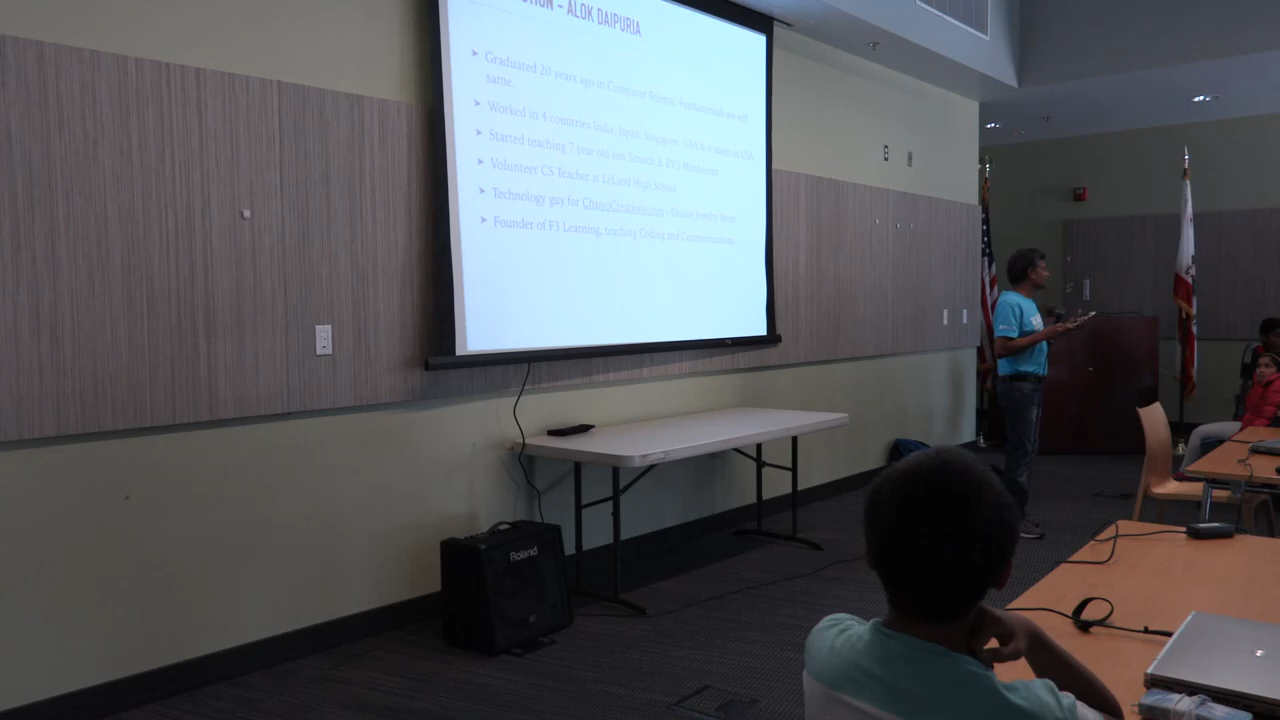 - ALOK DAIPURIA
➤ Graduated 20 years ago in Computer Science. Fundamentals are still
same.
➤ Worked in 4 countries India, Japan, Singapore, USA & 6 states in USA
➤ Started teaching 7 year old son Scratch & EV3 Mindstorms
➤ Volunteer CS Teacher at LeLand High School
➤ Technology guy for ChaiyoCreations.com - Online Jewelry Store
➤ Founder of F3 Learning, teaching Coding and Communications
Roland